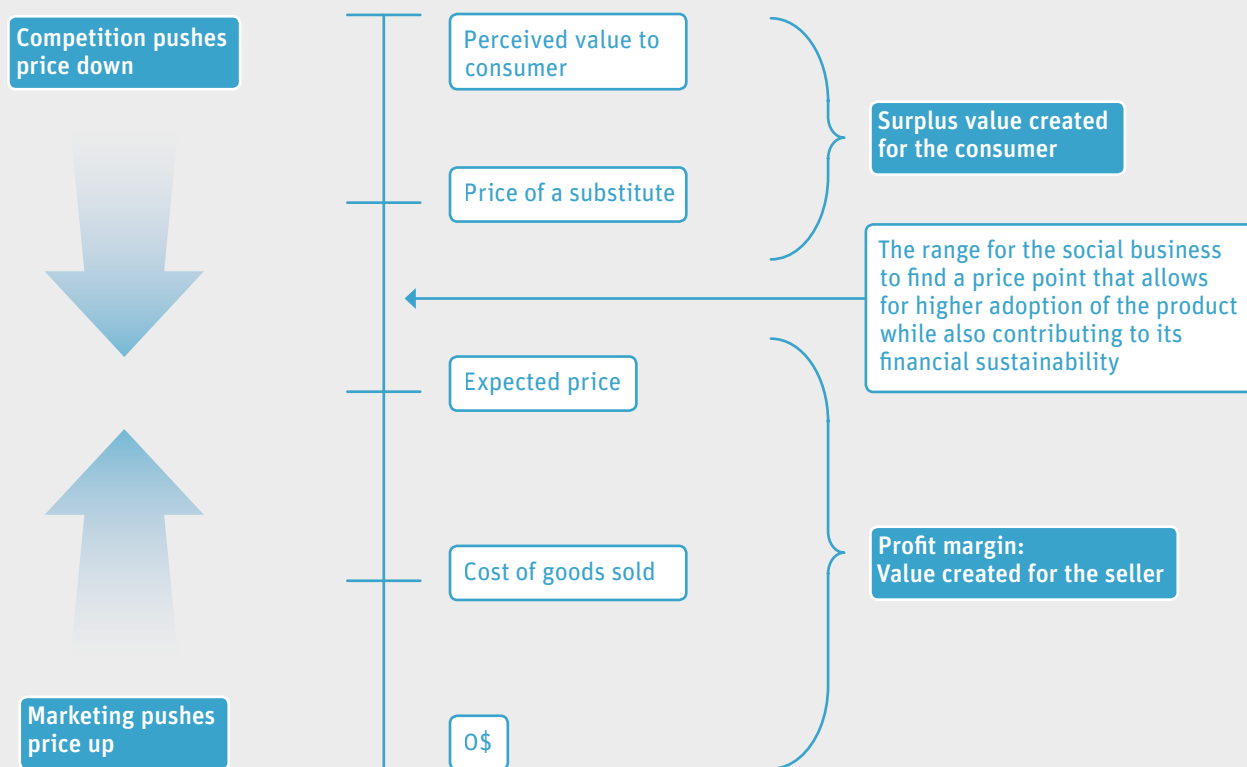 Competition pushes
price down
Perceived value to
consumer
Surplus value created
for the consumer
Price of a substitute
The range for the social business
to find a price point that allows
for higher adoption of the product
while also contributing to its
financial sustainability
Expected price
Cost of goods sold
Profit margin:
Value created for the seller
Marketing pushes
price up
0$